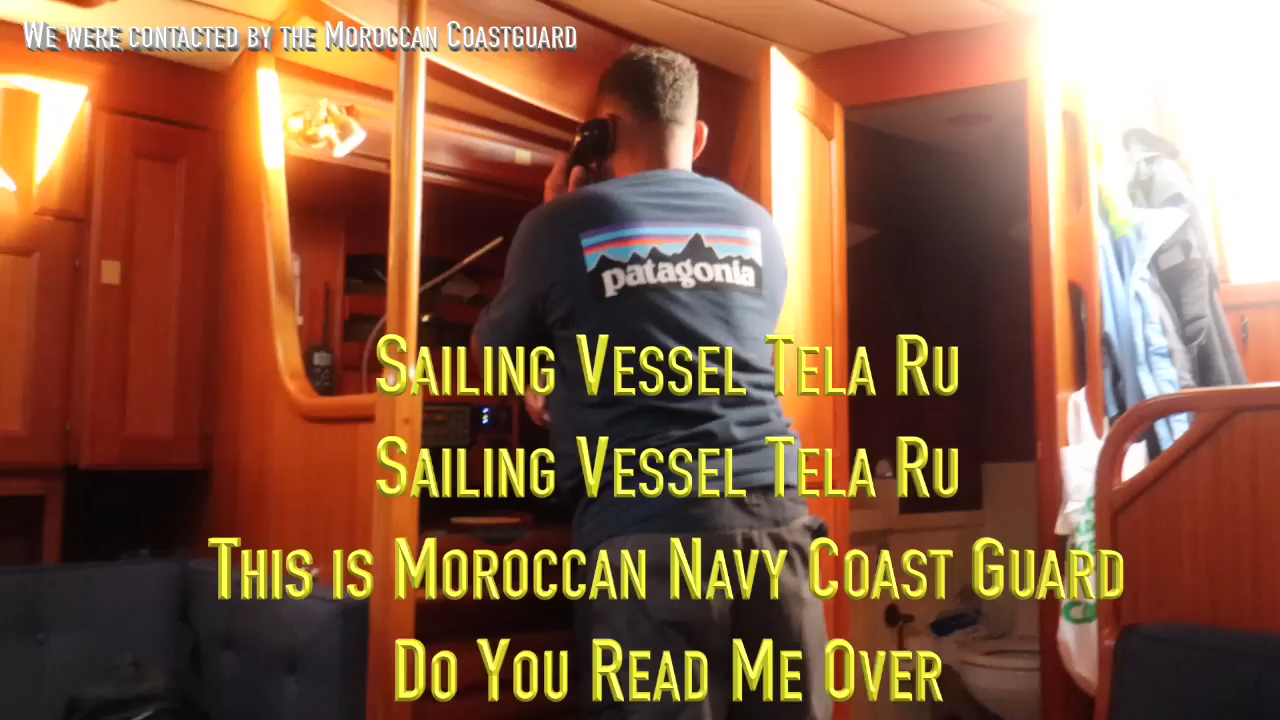 We were contacted by the Moroccan Coastguard
patagonia
Sailing Vessel Tela Ru
Sailing Vessel Tela Ru
This is Moroccan Navy Coast Guard
Do You Read Me Over